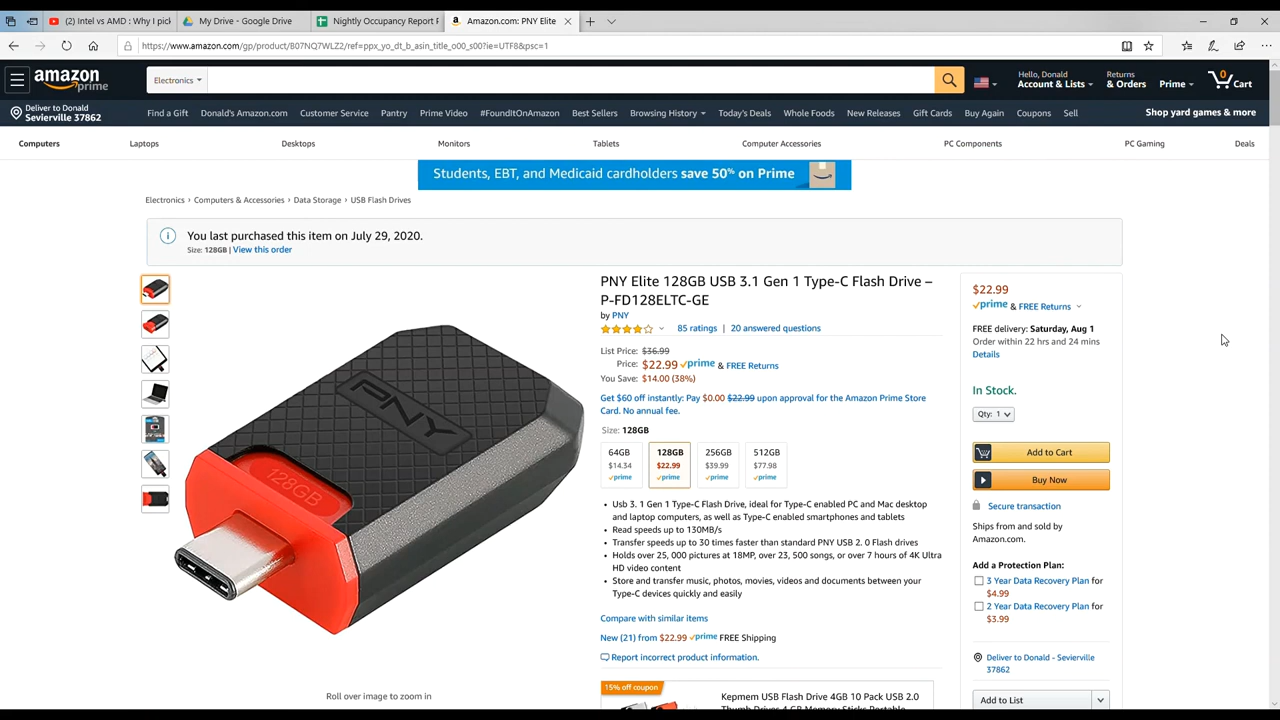 (2) Intel vs AMD : Why I pick
My Drive - Google Drive
Nightly Occupancy Report F
Amazon.com: PNY Elite
https://www.amazon.com/gp/product/B07NQ7WLZ2/ref=ppx_yo_dt_b_asin_title_o00_s00?ie=UTF8&psc=1
amazon prime
Electronics
Hello, Donald
Account & Lists
Returns
& Orders
Prime
0
Cart
Deliver to Donald
Sevierville 37862
Find a Gift
Donald's Amazon.com
Customer Service
Pantry
Prime Video
#FoundItOnAmazon
Best Sellers
Browsing History
Today's Deals
Whole Foods
New Releases
Gift Cards
Buy Again
Coupons
Sell
Shop yard games & more
Computers
Laptops
Desktops
Monitors
Tablets
Computer Accessories
PC Components
PC Gaming
Deals
Students, EBT, and Medicaid cardholders save 50% on Prime
Electronics › Computers & Accessories › Data Storage › USB Flash Drives
You last purchased this item on July 29, 2020.
Size: 128GB | View this order
PNY
128GB
Roll over image to zoom in
PNY Elite 128GB USB 3.1 Gen 1 Type-C Flash Drive –
P-FD128ELTC-GE
by PNY
85 ratings | 20 answered questions
List Price: $36.99
Price: $22.99 prime & FREE Returns
You Save: $14.00 (38%)
Get $60 off instantly: Pay $0.00 $22.99 upon approval for the Amazon Prime Store
Card. No annual fee.
Size: 128GB
64GB
$14.34
prime
128GB
$22.99
prime
256GB
$39.99
prime
512GB
$77.98
prime
• Usb 3. 1 Gen 1 Type-C Flash Drive, ideal for Type-C enabled PC and Mac desktop
and laptop computers, as well as Type-C enabled smartphones and tablets
• Read speeds up to 130MB/s
• Transfer speeds up to 30 times faster than standard PNY USB 2. 0 Flash drives
• Holds over 25, 000 pictures at 18MP, over 23, 500 songs, or over 7 hours of 4K Ultra
HD video content
• Store and transfer music, photos, movies, videos and documents between your
Type-C devices quickly and easily
Compare with similar items
New (21) from $22.99 prime FREE Shipping
Report incorrect product information.
15% off coupon
Kepmem USB Flash Drive 4GB 10 Pack USB 2.0
Thumb Drives 4 GB Memory Sticks Portable
$22.99
prime & FREE Returns
FREE delivery: Saturday, Aug 1
Order within 22 hrs and 24 mins
Details
In Stock.
Qty: 1
Add to Cart
Buy Now
Secure transaction
Ships from and sold by
Amazon.com.
Add a Protection Plan:
3 Year Data Recovery Plan for
$4.99
2 Year Data Recovery Plan for
$3.99
Deliver to Donald - Sevierville
37862
Add to List